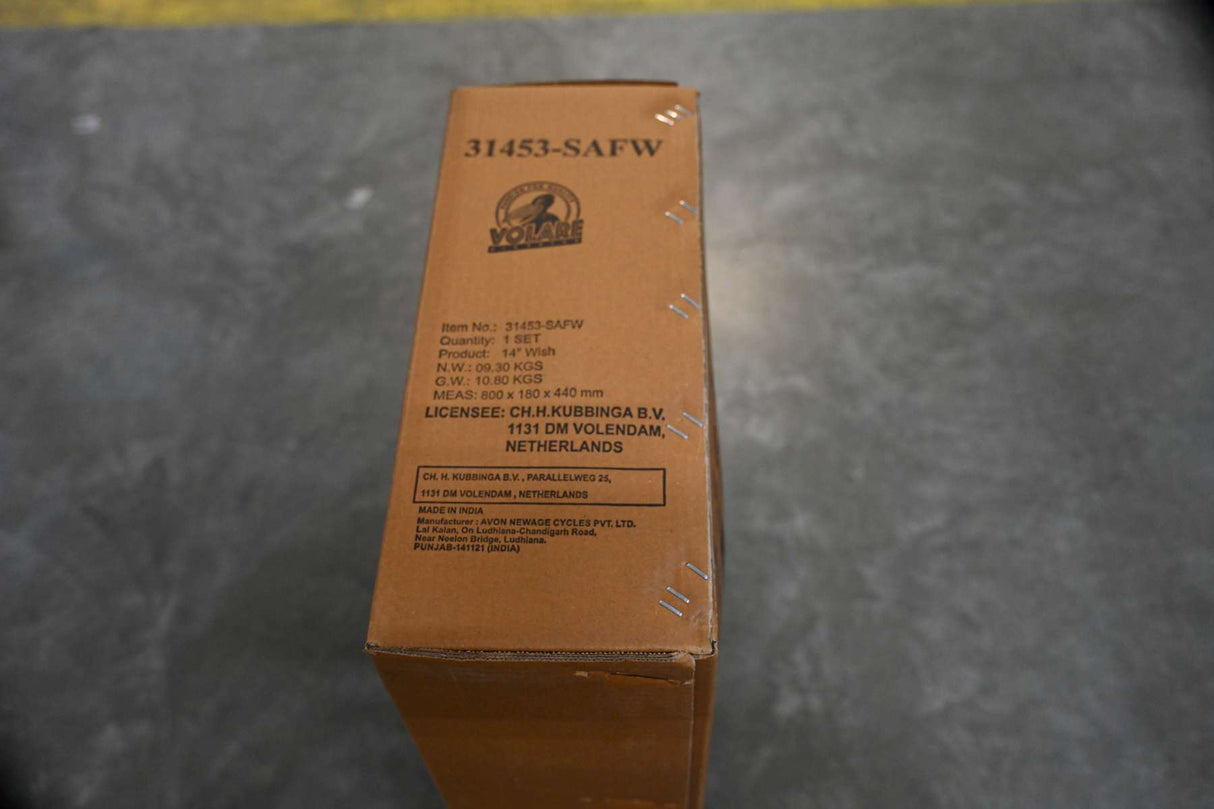 31453-SAFW
VOLARE
Item No.: 31453-SAFW
Quantity: 1 SET
Product: 14" Wish
N.W.: 09.30 KGS
G.W.: 10.80 KGS
MEAS: 800 x 180 x 440 mm
LICENSEE: CH.H.KUBBINGA B.V.
1131 DM VOLENDAM,
NETHERLANDS
CH. H. KUBBINGA B.V. , PARALLELWEG 25,
1131 DM VOLENDAM , NETHERLANDS
MADE IN INDIA
Manufacturer : AVON NEWAGE CYCLES PVT. LTD.
Lal Kalan, On Ludhiana-Chandigarh Road,
Near Neelon Bridge, Ludhiana.
PUNJAB-141121 (INDIA)